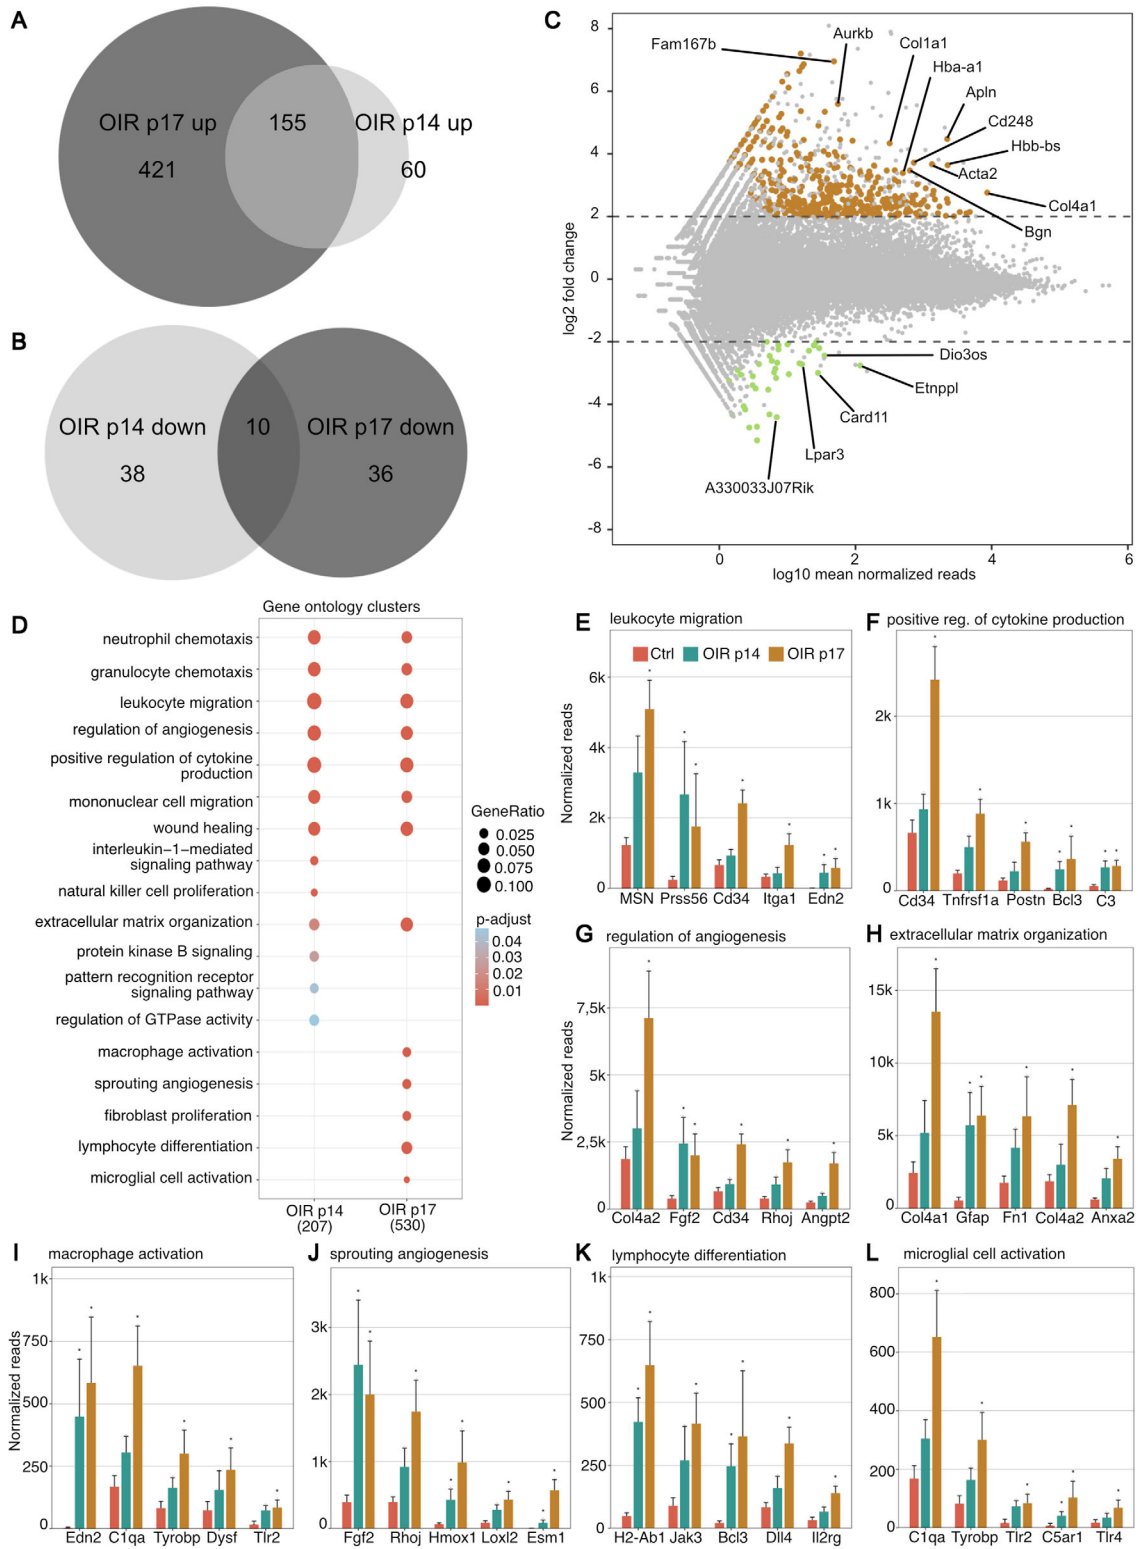 A
OIR p17 up
421
155
OIR p14 up
60
B
OIR p14 down
38
10
OIR p17 down
36
C
log2 fold change
8
6
4
2
0
-2
-4
-6
-8
0
2
4
6
log10 mean normalized reads
Fam167b
Aurkb
Col1a1
Hba-a1
Apln
Cd248
Hbb-bs
Acta2
Col4a1
Bgn
Dio3os
Etnppl
Card11
Lpar3
A330033J07Rik
D
Gene ontology clusters
neutrophil chemotaxis
granulocyte chemotaxis
leukocyte migration
regulation of angiogenesis
positive regulation of cytokine
production
mononuclear cell migration
wound healing
interleukin−1−mediated
signaling pathway
natural killer cell proliferation
extracellular matrix organization
protein kinase B signaling
pattern recognition receptor
signaling pathway
regulation of GTPase activity
macrophage activation
sprouting angiogenesis
fibroblast proliferation
lymphocyte differentiation
microglial cell activation
OIR p14
(207)
OIR p17
(530)
GeneRatio
0.025
0.050
0.075
0.100
p-adjust
0.04
0.03
0.02
0.01
E
leukocyte migration
Ctrl
OIR p14
OIR p17
Normalized reads
6k
4k
2k
0
MSN Prss56 Cd34 Itga1 Edn2
F
positive reg. of cytokine production
2k
1k
0
Cd34 Tnfrsf1a Postn Bcl3 C3
G
regulation of angiogenesis
Normalized reads
7,5k
5k
2,5k
0
Col4a2 Fgf2 Cd34 Rhoj Angpt2
H
extracellular matrix organization
15k
10k
5k
0
Col4a1 Gfap Fn1 Col4a2 Anxa2
I
macrophage activation
Normalized reads
1k
750
500
250
0
Edn2 C1qa Tyrobp Dysf Tlr2
J
sprouting angiogenesis
3k
2k
1k
0
Fgf2 Rhoj Hmox1 Loxl2 Esm1
K
lymphocyte differentiation
1k
750
500
250
0
H2-Ab1 Jak3 Bcl3 Dll4 Il2rg
L
microglial cell activation
800
600
400
200
0
C1qa Tyrobp Tlr2 C5ar1 Tlr4